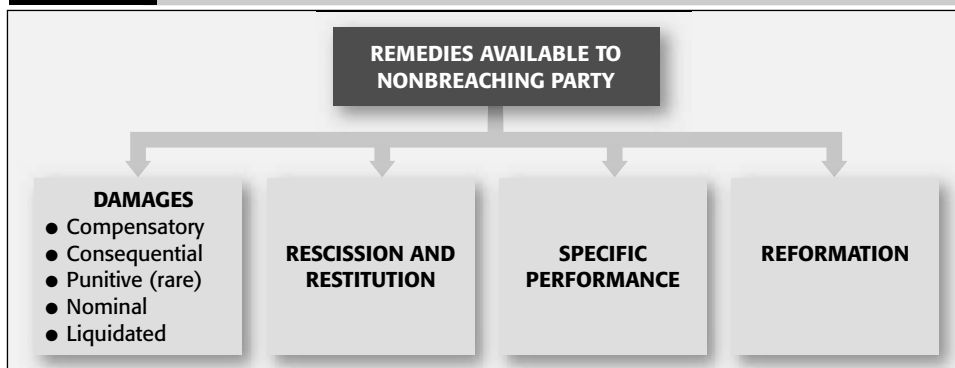 REMEDIES AVAILABLE TO
NONBREACHING PARTY
DAMAGES
● Compensatory
● Consequential
● Punitive (rare)
● Nominal
● Liquidated
RESCISSION AND
RESTITUTION
SPECIFIC
PERFORMANCE
REFORMATION